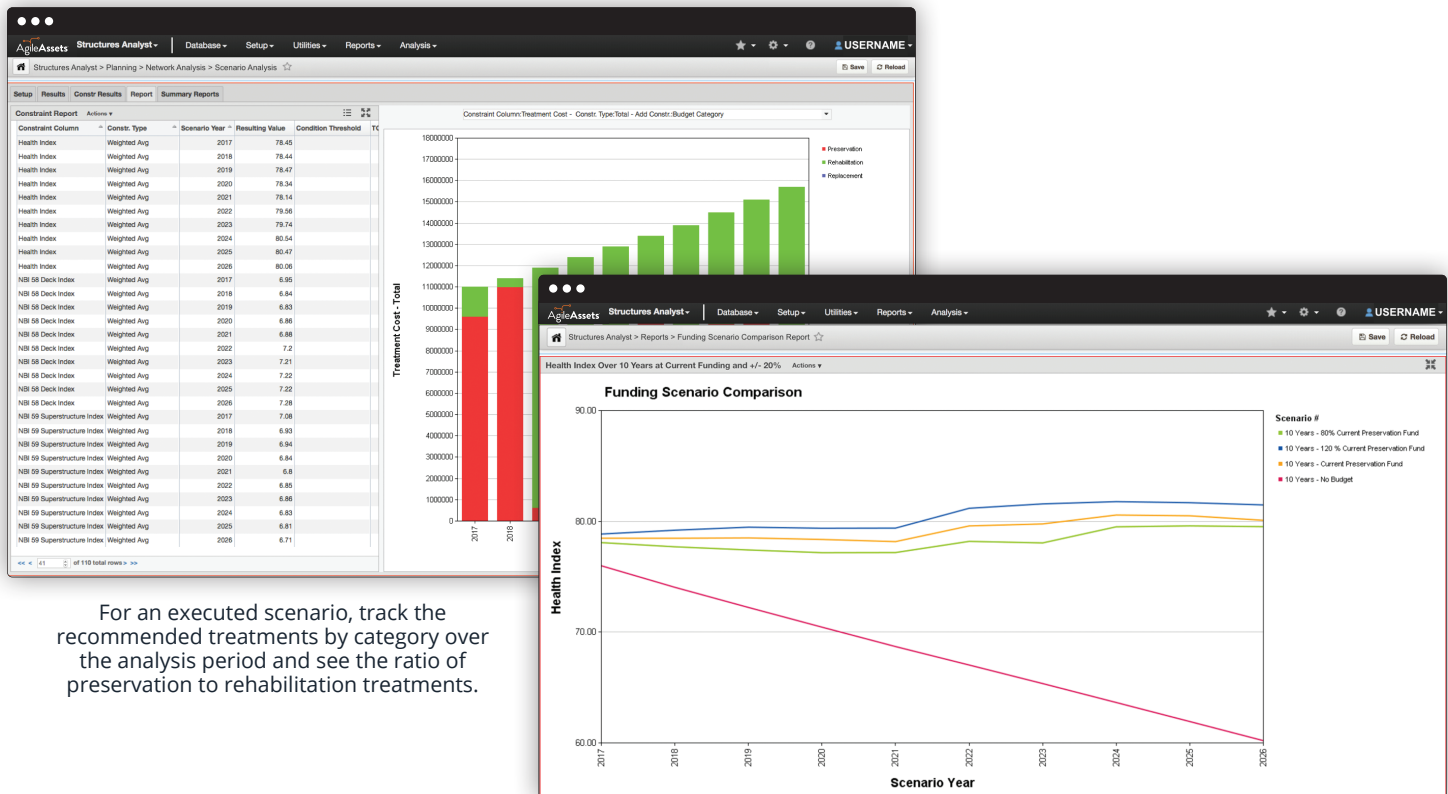 AgileAssets Structures Analyst Database Setup Utilities Reports Analysis USERNAME
Structures Analyst > Planning > Network Analysis > Scenario Analysis Save Reload
Setup Results Constr Results Report Summary Reports
Constraint Report Actions
Constraint Column Constr. Type Scenario Year Resulting Value Condition Threshold
Health Index Weighted Avg 2017 78.45
Health Index Weighted Avg 2018 78.44
Health Index Weighted Avg 2019 78.47
Health Index Weighted Avg 2020 78.34
Health Index Weighted Avg 2021 78.14
Health Index Weighted Avg 2022 79.56
Health Index Weighted Avg 2023 79.74
Health Index Weighted Avg 2024 80.54
Health Index Weighted Avg 2025 80.47
Health Index Weighted Avg 2026 80.06
NBI 58 Deck Index Weighted Avg 2017 6.95
NBI 58 Deck Index Weighted Avg 2018 6.84
NBI 58 Deck Index Weighted Avg 2019 6.83
NBI 58 Deck Index Weighted Avg 2020 6.86
NBI 58 Deck Index Weighted Avg 2021 6.88
NBI 58 Deck Index Weighted Avg 2022 7.2
NBI 58 Deck Index Weighted Avg 2023 7.21
NBI 58 Deck Index Weighted Avg 2024 7.22
NBI 58 Deck Index Weighted Avg 2025 7.22
NBI 58 Deck Index Weighted Avg 2026 7.28
NBI 59 Superstructure Index Weighted Avg 2017 7.08
NBI 59 Superstructure Index Weighted Avg 2018 6.93
NBI 59 Superstructure Index Weighted Avg 2019 6.94
NBI 59 Superstructure Index Weighted Avg 2020 6.84
NBI 59 Superstructure Index Weighted Avg 2021 6.8
NBI 59 Superstructure Index Weighted Avg 2022 6.85
NBI 59 Superstructure Index Weighted Avg 2023 6.86
NBI 59 Superstructure Index Weighted Avg 2024 6.83
NBI 59 Superstructure Index Weighted Avg 2025 6.81
NBI 59 Superstructure Index Weighted Avg 2026 6.71
<< < 41 of 110 total rows > >>
Constraint Column:Treatment Cost - Constr. Type:Total - Add Constr.:Budget Category
Treatment Cost - Total
18000000
17000000
16000000
15000000
14000000
13000000
12000000
11000000
10000000
9000000
8000000
7000000
6000000
5000000
4000000
3000000
2000000
1000000
0
2017 2018
Preservation
Rehabilitation
Replacement
For an executed scenario, track the
recommended treatments by category over
the analysis period and see the ratio of
preservation to rehabilitation treatments.
AgileAssets Structures Analyst Database Setup Utilities Reports Analysis USERNAME
Structures Analyst > Reports > Funding Scenario Comparison Report Save Reload
Health Index Over 10 Years at Current Funding and +/- 20% Actions
Funding Scenario Comparison
Health Index
90.00
80.00
70.00
60.00
2017 2018 2019 2020 2021 2022 2023 2024 2025 2026
Scenario Year
Scenario #
10 Years - 80% Current Preservation Fund
10 Years - 120 % Current Preservation Fund
10 Years - Current Preservation Fund
10 Years - No Budget